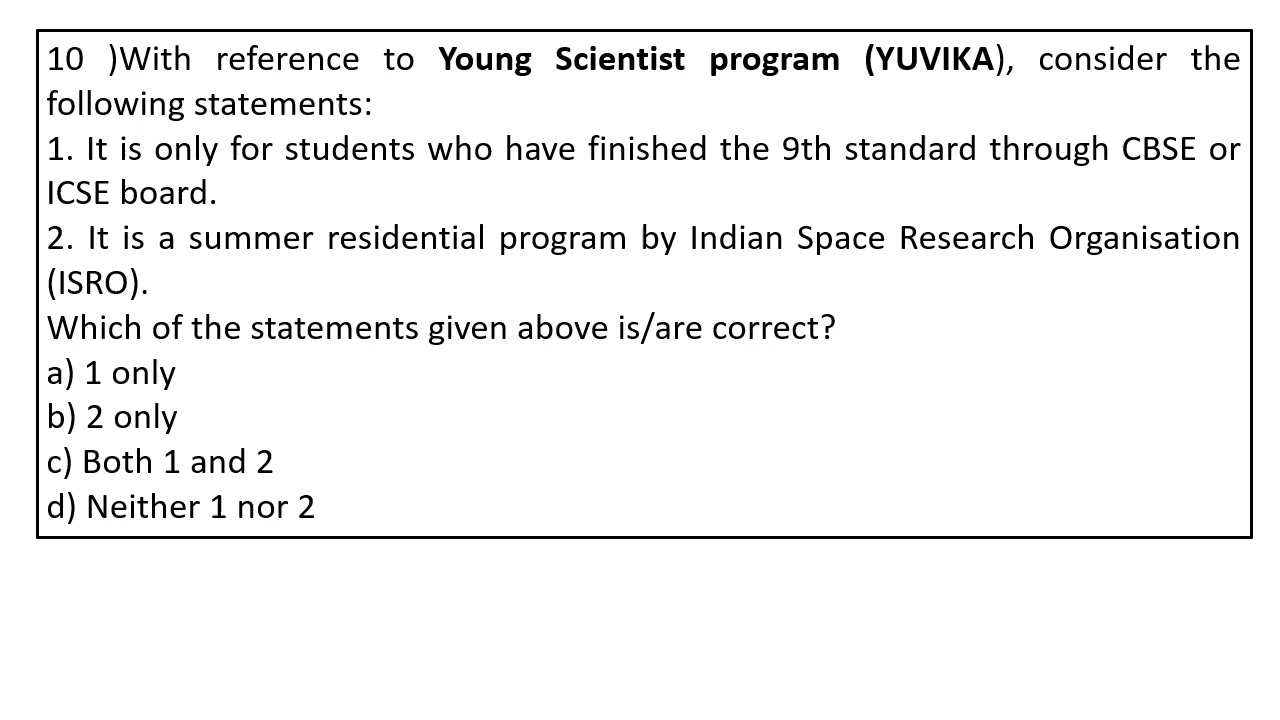 10 )With reference to Young Scientist program (YUVIKA), consider the
following statements:
1. It is only for students who have finished the 9th standard through CBSE or
ICSE board.
2. It is a summer residential program by Indian Space Research Organisation
(ISRO).
Which of the statements given above is/are correct?
a) 1 only
b) 2 only
c) Both 1 and 2
d) Neither 1 nor 2